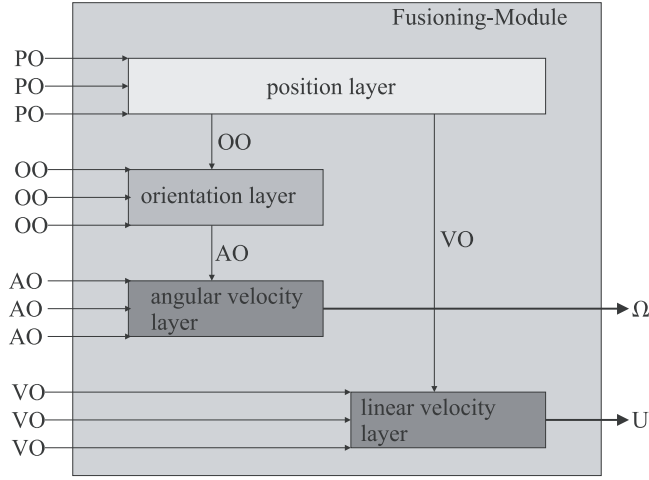 Fusioning-Module
PO
PO
position layer
PO
OO
OO
OO
orientation layer
OO
AO
VO
AO
angular velocity
layer
AO
Ω
AO
VO
linear velocity
layer
VO
U
VO